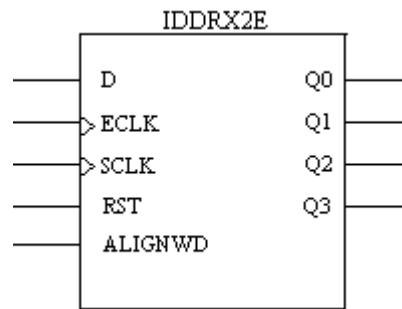 IDDRX2E
D Q0
ECLK Q1
SCLK Q2
RST Q3
ALIGNWD